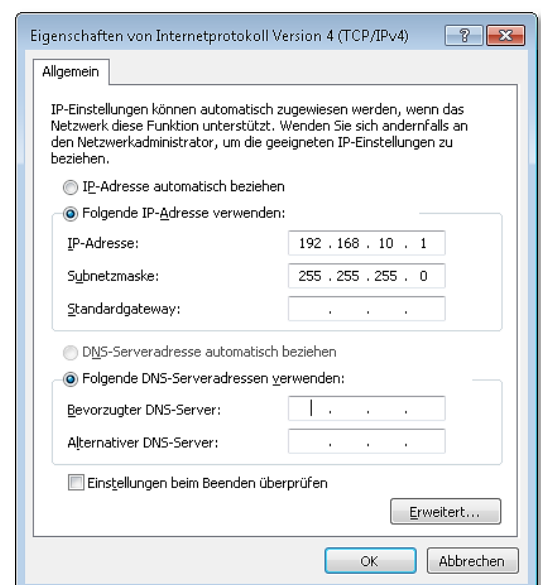 Eigenschaften von Internetprotokoll Version 4 (TCP/IPv4)
Allgemein
IP-Einstellungen können automatisch zugewiesen werden, wenn das
Netzwerk diese Funktion unterstützt. Wenden Sie sich andernfalls an
den Netzwerkadministrator, um die geeigneten IP-Einstellungen zu
beziehen.
IP-Adresse automatisch beziehen
Folgende IP-Adresse verwenden:
IP-Adresse: 192 . 168 . 10 . 1
Subnetzmaske: 255 . 255 . 255 . 0
Standardgateway: . . .
DNS-Serveradresse automatisch beziehen
Folgende DNS-Serveradressen verwenden:
Bevorzugter DNS-Server: . . .
Alternativer DNS-Server: . . .
Einstellungen beim Beenden überprüfen
Erweitert...
OK Abbrechen